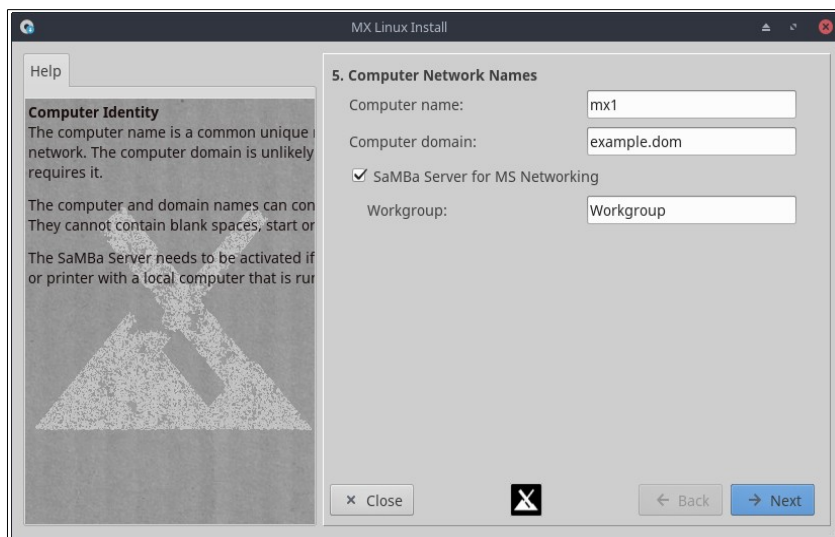 MX Linux Install
Help
Computer Identity
The computer name is a common unique
network. The computer domain is unlikely
requires it.
The computer and domain names can con
They cannot contain blank spaces, start or
The SaMBa Server needs to be activated if
or printer with a local computer that is rur
5. Computer Network Names
Computer name:
mx1
Computer domain:
example.dom
SaMBa Server for MS Networking
Workgroup:
Workgroup
Close
Back
Next